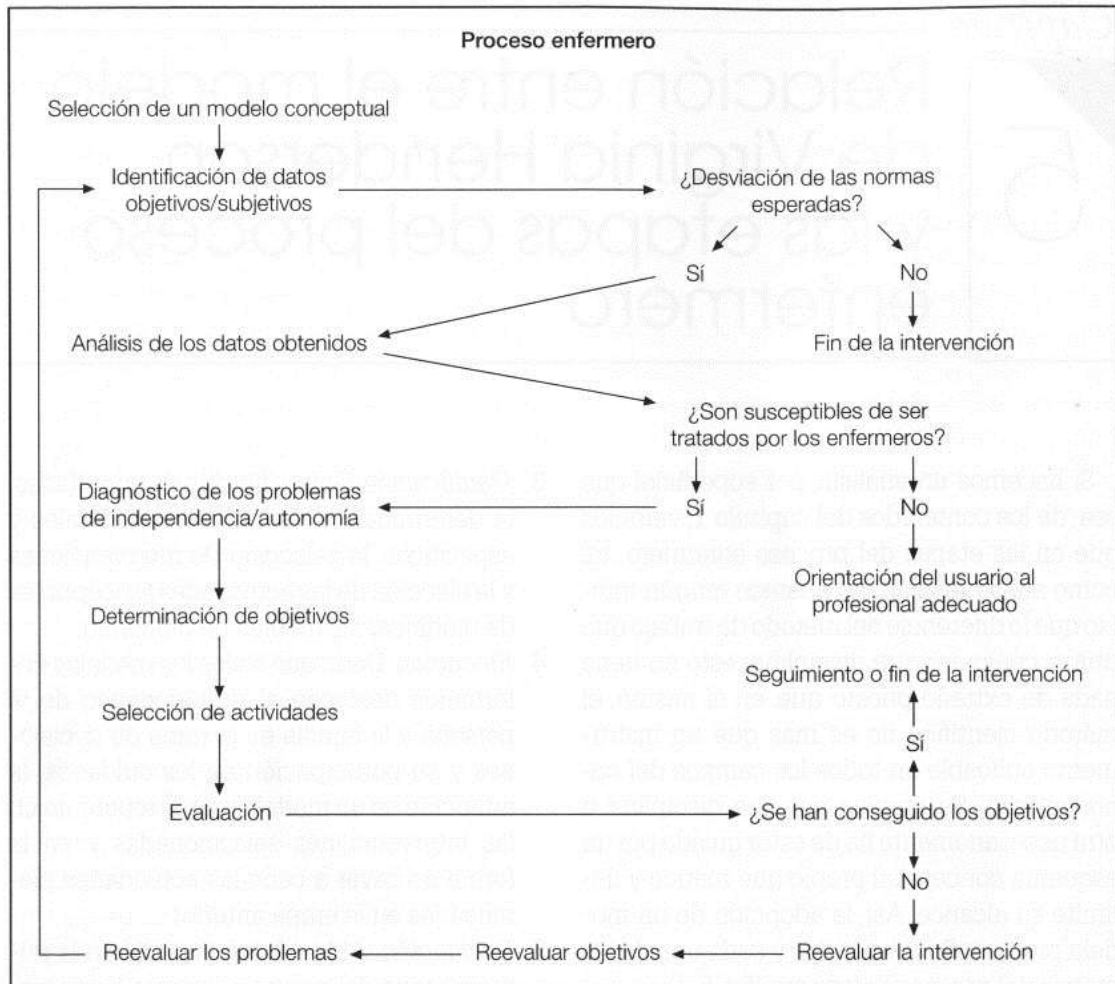 Proceso enfermero
Selección de un modelo conceptual
Identificación de datos
objetivos/subjetivos
¿Desviación de las normas
esperadas?
Sí
No
Análisis de los datos obtenidos
Fin de la intervención
¿Son susceptibles de ser
tratados por los enfermeros?
Diagnóstico de los problemas
de independencia/autonomía
Sí
No
Orientación del usuario al
profesional adecuado
Determinación de objetivos
Seguimiento o fin de la intervención
Selección de actividades
Sí
Evaluación
¿Se han conseguido los objetivos?
No
Reevaluar los problemas
Reevaluar objetivos
Reevaluar la intervención